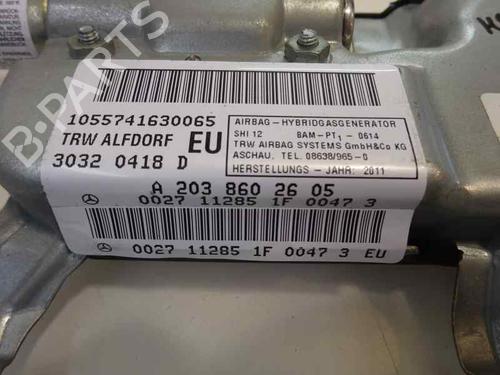 1055741630065
TRW ALFDORF EU
3032 0418 D
AIRBAG - HYBRIDGASGENERATOR
SHI 12 BAM-PT1 - 0614
TRW AIRBAG SYSTEMS GmbH&Co KG
ASCHAU. TEL. 08638/965-0
HERSTELLUNGS - JAHR: 2011
A 203 860 26 05
0027 11285 1F 0047 3
0027 11285 1F 0047 3 EU
B-PARTS